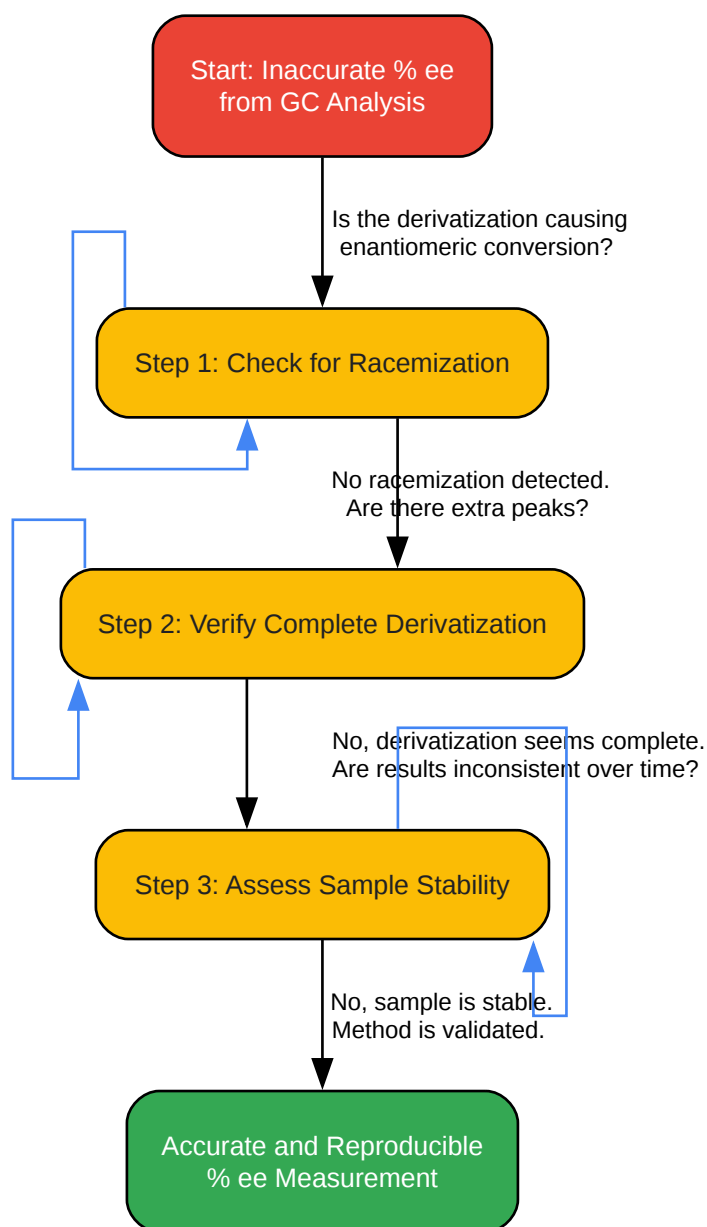 Start: Inaccurate % ee
from GC Analysis
Is the derivatization causing
enantiomeric conversion?
Step 1: Check for Racemization
No racemization detected.
Are there extra peaks?
Step 2: Verify Complete Derivatization
No, derivatization seems complete.
Are results inconsistent over time?
Step 3: Assess Sample Stability
No, sample is stable.
Method is validated.
Accurate and Reproducible
% ee Measurement